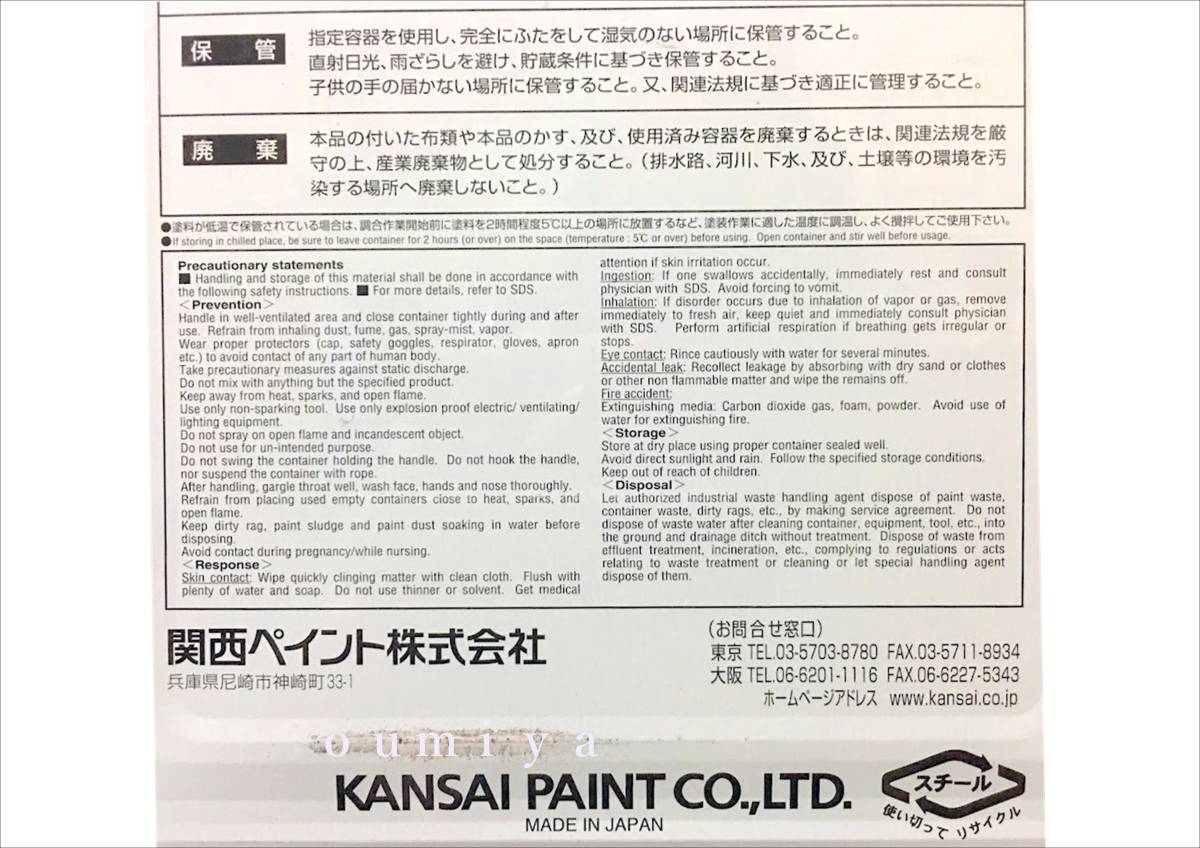 保管
指定容器を使用し、完全にふたをして湿気のない場所に保管すること。
直射日光、雨ざらしを避け、貯蔵条件に基づき保管すること。
子供の手の届かない場所に保管すること。又、関連法規に基づき適正に管理すること。
廃棄
本品の付いた布類や本品のかす、及び、使用済み容器を廃棄するときは、関連法規を厳
守の上、産業廃棄物として処分すること。(排水路、河川、下水、及び、土壌等の環境を汚
染する場所へ廃棄しないこと。)
●塗料が低温で保管されている場合は、調合作業開始前に塗料を2時間程度5℃以上の場所に放置するなど、塗装作業に適した温度に調温し、よく攪拌してご使用下さい。
●If storing in chilled place, be sure to leave container for 2 hours (or over) on the space (temperature : 5℃ or over) before using. Open container and stir well before usage.
Precautionary statements
■ Handling and storage of this material shall be done in accordance with
the following safety instructions. ■ For more details, refer to SDS.
<Prevention>
Handle in well-ventilated area and close container tightly during and after
use. Refrain from inhaling dust, fume, gas, spray-mist, vapor.
Wear proper protectors (cap, safety goggles, respirator, gloves, apron
etc.) to avoid contact of any part of human body.
Take precautionary measures against static discharge.
Do not mix with anything but the specified product.
Keep away from heat, sparks, and open flame.
Use only non-sparking tool. Use only explosion proof electric/ ventilating/
lighting equipment.
Do not spray on open flame and incandescent object.
Do not use for un-intended purpose.
Do not swing the container holding the handle. Do not hook the handle,
nor suspend the container with rope.
After handling, gargle throat well, wash face, hands and nose thoroughly.
Refrain from placing used empty containers close to heat, sparks, and
open flame.
Keep dirty rag, paint sludge and paint dust soaking in water before
disposing.
Avoid contact during pregnancy/while nursing.
<Response>
Skin contact: Wipe quickly clinging matter with clean cloth. Flush with
plenty of water and soap. Do not use thinner or solvent. Get medical
attention if skin irritation occur.
Ingestion: If one swallows accidentally, immediately rest and consult
physician with SDS. Avoid forcing to vomit.
Inhalation: If disorder occurs due to inhalation of vapor or gas, remove
immediately to fresh air, keep quiet and immediately consult physician
with SDS. Perform artificial respiration if breathing gets irregular or
stops.
Eye contact: Rince cautiously with water for several minutes.
Accidental leak: Recollect leakage by absorbing with dry sand or clothes
or other non flammable matter and wipe the remains off.
Fire accident:
Extinguishing media: Carbon dioxide gas, foam, powder. Avoid use of
water for extinguishing fire.
<Storage>
Store at dry place using proper container sealed well.
Avoid direct sunlight and rain. Follow the specified storage conditions.
Keep out of reach of children.
<Disposal>
Let authorized industrial waste handling agent dispose of paint waste,
container waste, dirty rags, etc., by making service agreement. Do not
dispose of waste water after cleaning container, equipment, tool, etc., into
the ground and drainage ditch without treatment. Dispose of waste from
effluent treatment, incineration, etc., complying to regulations or acts
relating to waste treatment or cleaning or let special handling agent
dispose of them.
関西ペイント株式会社
兵庫県尼崎市神崎町33-1
(お問合せ窓口)
東京 TEL.03-5703-8780 FAX.03-5711-8934
大阪 TEL.06-6201-1116 FAX.06-6227-5343
ホームページアドレス www.kansai.co.jp
oumiya
KANSAI PAINT CO.,LTD.
MADE IN JAPAN
スチール
使い切って リサイクル